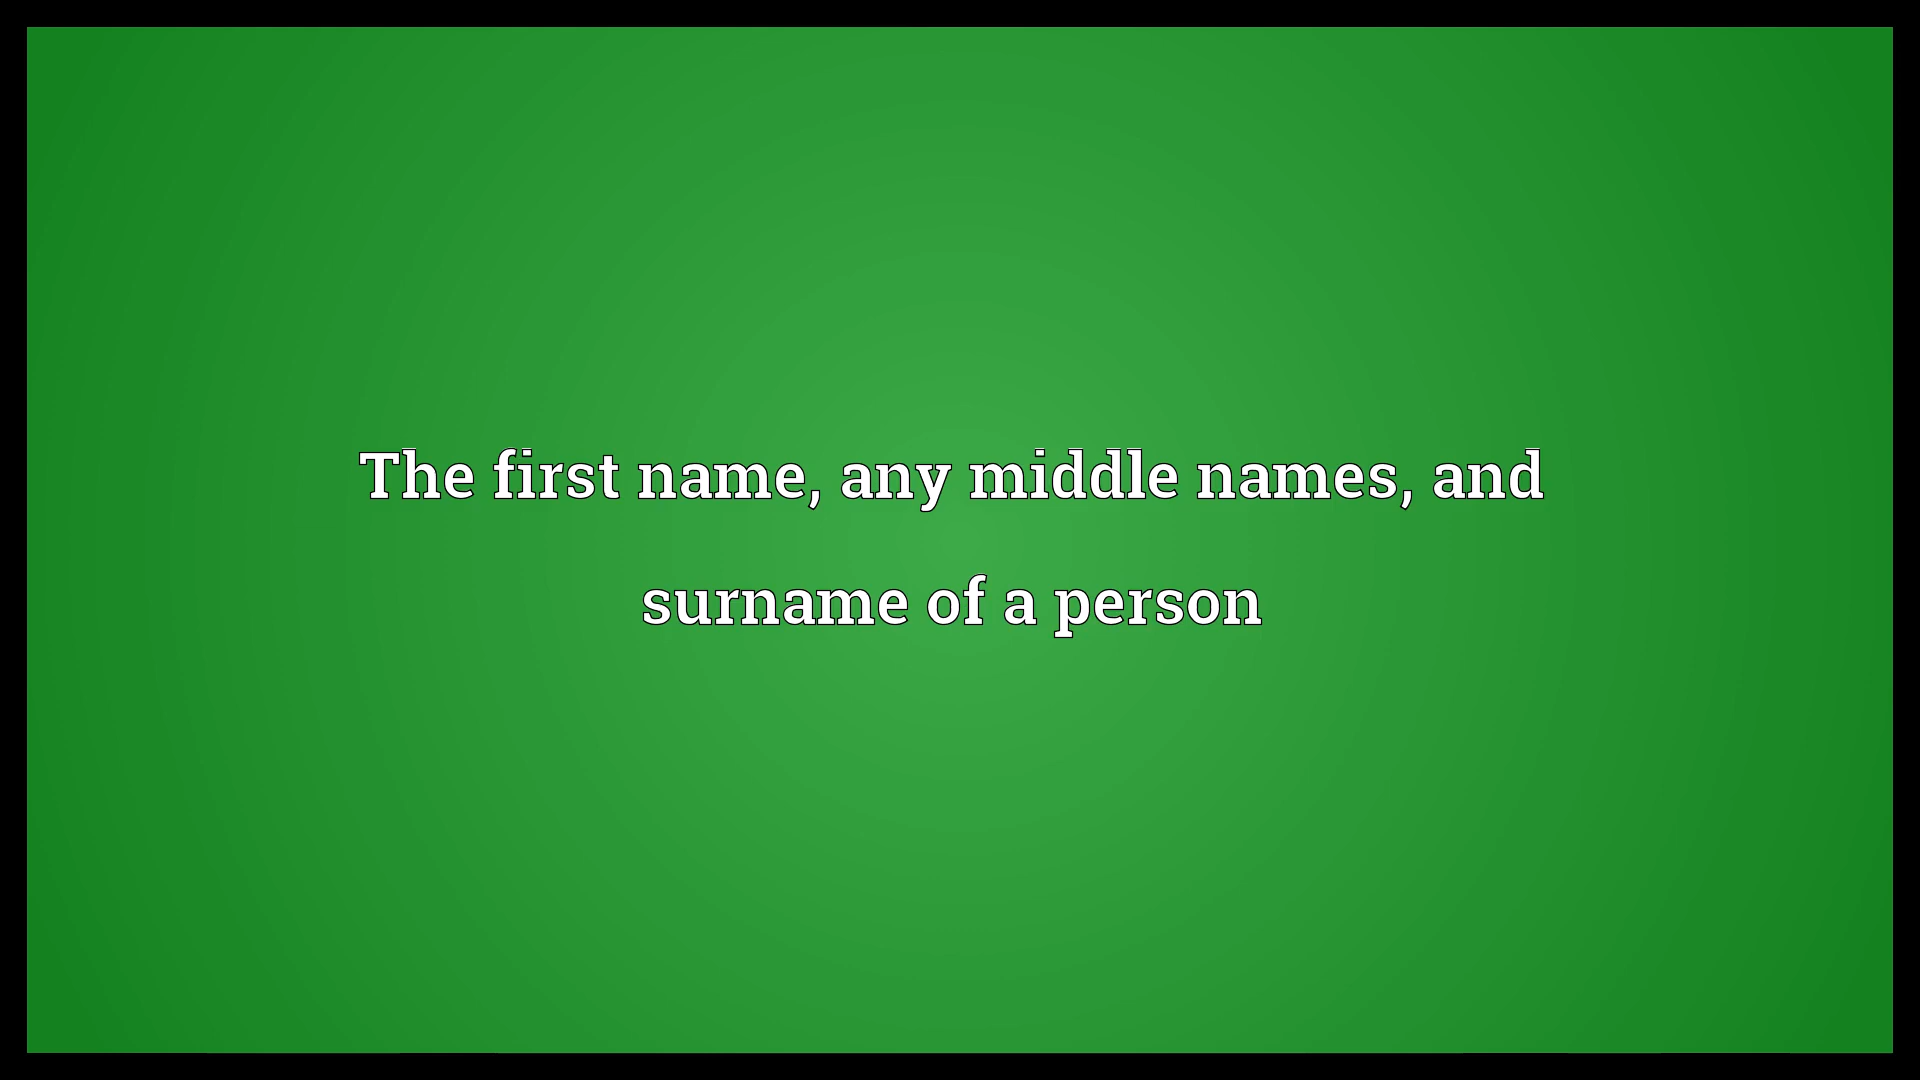 The first name, any middle names, and
surname of a person